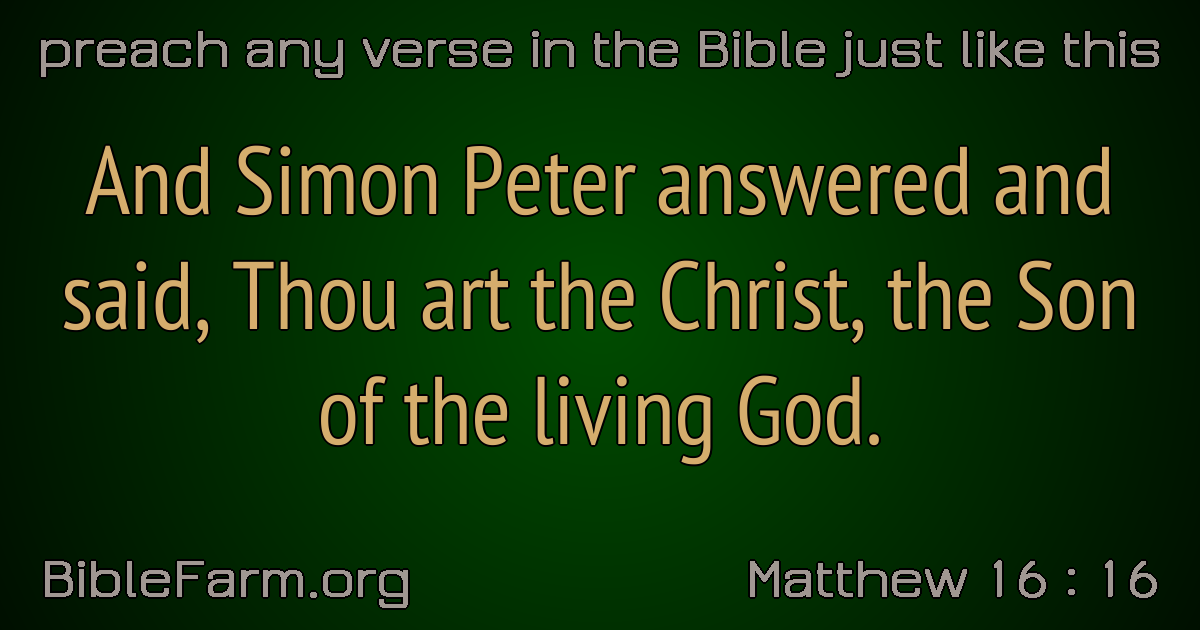 preach any verse in the Bible just like this
And Simon Peter answered and
said, Thou art the Christ, the Son
of the living God.
BibleFarm.org
Matthew 16 : 16